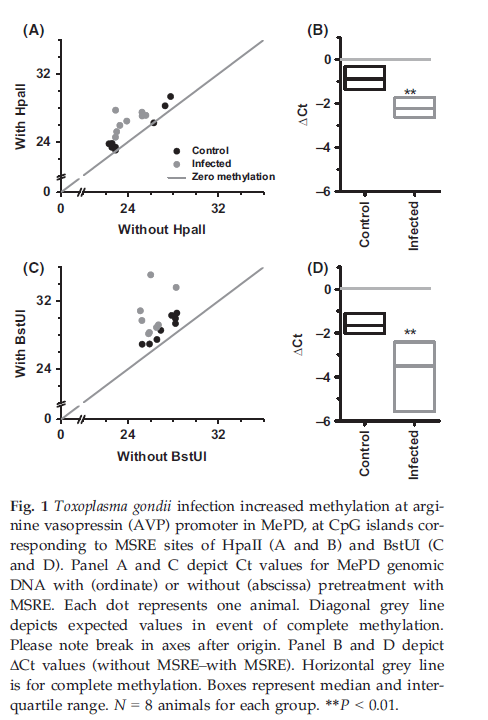 (A)
With HpaII
32
24
0
0
24
32
Without HpaII
Control
Infected
Zero methylation
(B)
ΔCt
0
−2
−4
−6
**
Control
Infected
(C)
With BstUI
32
24
0
0
24
32
Without BstUI
(D)
ΔCt
0
−2
−4
−6
**
Control
Infected
Fig. 1 Toxoplasma gondii infection increased methylation at argi-
nine vasopressin (AVP) promoter in MePD, at CpG islands cor-
responding to MSRE sites of HpaII (A and B) and BstUI (C
and D). Panel A and C depict Ct values for MePD genomic
DNA with (ordinate) or without (abscissa) pretreatment with
MSRE. Each dot represents one animal. Diagonal grey line
depicts expected values in event of complete methylation.
Please note break in axes after origin. Panel B and D depict
ΔCt values (without MSRE–with MSRE). Horizontal grey line
is for complete methylation. Boxes represent median and inter-
quartile range. N = 8 animals for each group. **P < 0.01.